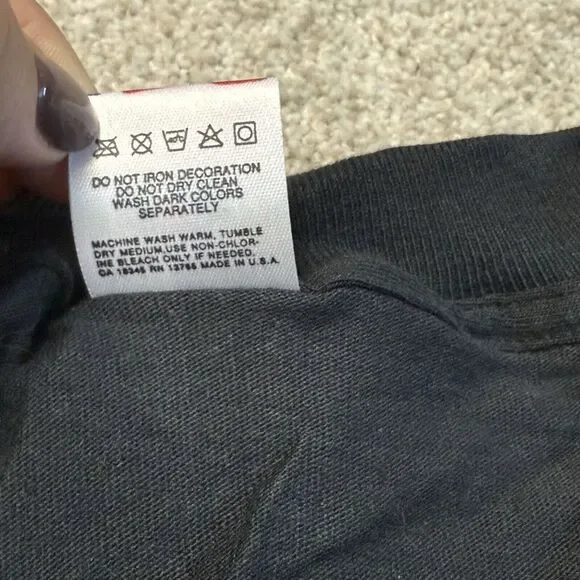 DO NOT IRON DECORATION
DO NOT DRY CLEAN
WASH DARK COLORS
SEPARATELY
MACHINE WASH WARM, TUMBLE
DRY MEDIUM,USE NON-CHLOR-
INE BLEACH ONLY IF NEEDED.
CA 18345 RN 13765 MADE IN U.S.A.